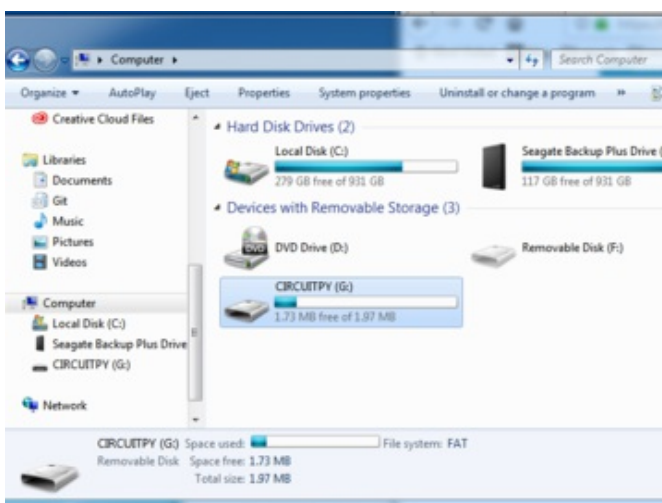 Computer
Search Computer
Organize AutoPlay Eject Properties System properties Uninstall or change a program »
Creative Cloud Files
Libraries
Documents
Git
Music
Pictures
Videos
Computer
Local Disk (C:)
Seagate Backup Plus Drive
CIRCUITPY (G:)
Network
Hard Disk Drives (2)
Local Disk (C:)
279 GB free of 931 GB
Seagate Backup Plus Drive (
117 GB free of 931 GB
Devices with Removable Storage (3)
DVD
DVD Drive (D:)
Removable Disk (F:)
CIRCUITPY (G:)
1.73 MB free of 1.97 MB
CIRCUITPY (G:) Space used: File system: FAT
Removable Disk Space free: 1.73 MB
Total size: 1.97 MB